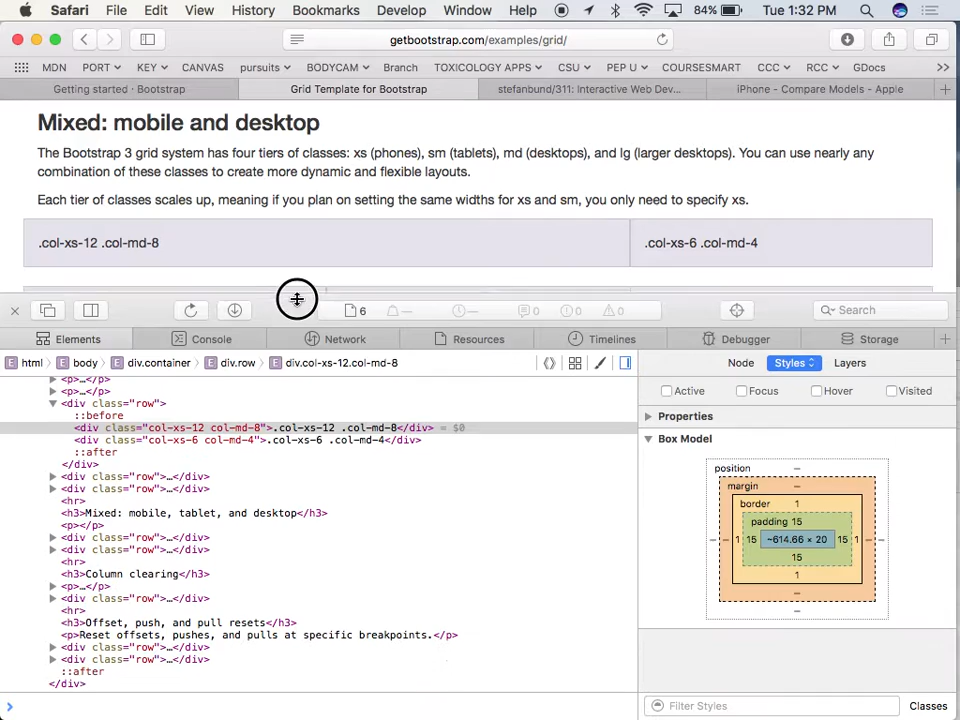 Safari File Edit View History Bookmarks Develop Window Help 84% Tue 1:32 PM
getbootstrap.com/examples/grid/
MDN PORT KEY CANVAS pursuits BODYCAM Branch TOXICOLOGY APPS CSU PEP U COURSESMART CCC RCC GDocs
Getting started · Bootstrap Grid Template for Bootstrap stefanbund/311: Interactive Web Dev... iPhone - Compare Models - Apple
Mixed: mobile and desktop
The Bootstrap 3 grid system has four tiers of classes: xs (phones), sm (tablets), md (desktops), and lg (larger desktops). You can use nearly any
combination of these classes to create more dynamic and flexible layouts.
Each tier of classes scales up, meaning if you plan on setting the same widths for xs and sm, you only need to specify xs.
.col-xs-12 .col-md-8 .col-xs-6 .col-md-4
6 — — 0 0 0 Search
Elements Console Network Resources Timelines Debugger Storage
E html E body E div.container E div.row E div.col-xs-12.col-md-8 Node Styles Layers
<p>…</p>
<p>…</p>
<div class="row">
::before
<div class="col-xs-12 col-md-8">.col-xs-12 .col-md-8</div> = $0
<div class="col-xs-6 col-md-4">.col-xs-6 .col-md-4</div>
::after
</div>
<div class="row">…</div>
<div class="row">…</div>
<hr>
<h3>Mixed: mobile, tablet, and desktop</h3>
<p></p>
<div class="row">…</div>
<div class="row">…</div>
<hr>
<h3>Column clearing</h3>
<p>…</p>
<div class="row">…</div>
<hr>
<h3>Offset, push, and pull resets</h3>
<p>Reset offsets, pushes, and pulls at specific breakpoints.</p>
<div class="row">…</div>
<div class="row">…</div>
::after
</div>
Active Focus Hover Visited
Properties
Box Model
position –
margin –
border 1
padding 15
– – 1 15 ~614.66 × 20 15 1 – –
15
1
–
–
Filter Styles Classes